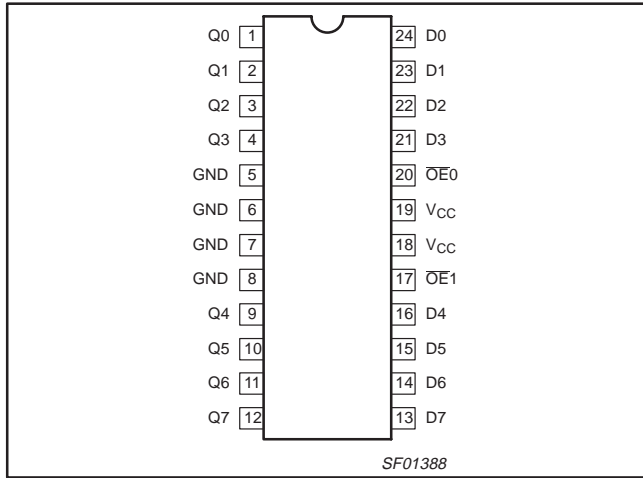 Q0 1 24 D0
Q1 2 23 D1
Q2 3 22 D2
Q3 4 21 D3
GND 5 20 O̅E̅0
GND 6 19 VCC
GND 7 18 VCC
GND 8 17 O̅E̅1
Q4 9 16 D4
Q5 10 15 D5
Q6 11 14 D6
Q7 12 13 D7
SF01388